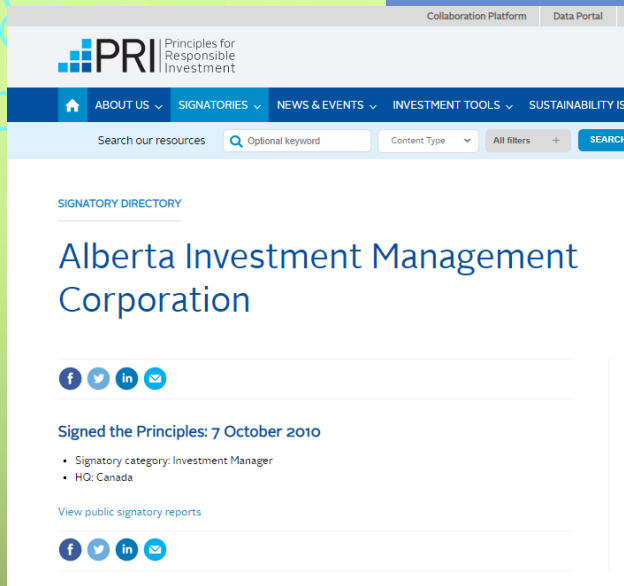 Collaboration Platform Data Portal
PRI Principles for
Responsible
Investment
ABOUT US SIGNATORIES NEWS & EVENTS INVESTMENT TOOLS SUSTAINABILITY IS
Search our resources Optional keyword Content Type All filters + SEARCH
SIGNATORY DIRECTORY
Alberta Investment Management
Corporation
Signed the Principles: 7 October 2010
• Signatory category: Investment Manager
• HQ: Canada
View public signatory reports